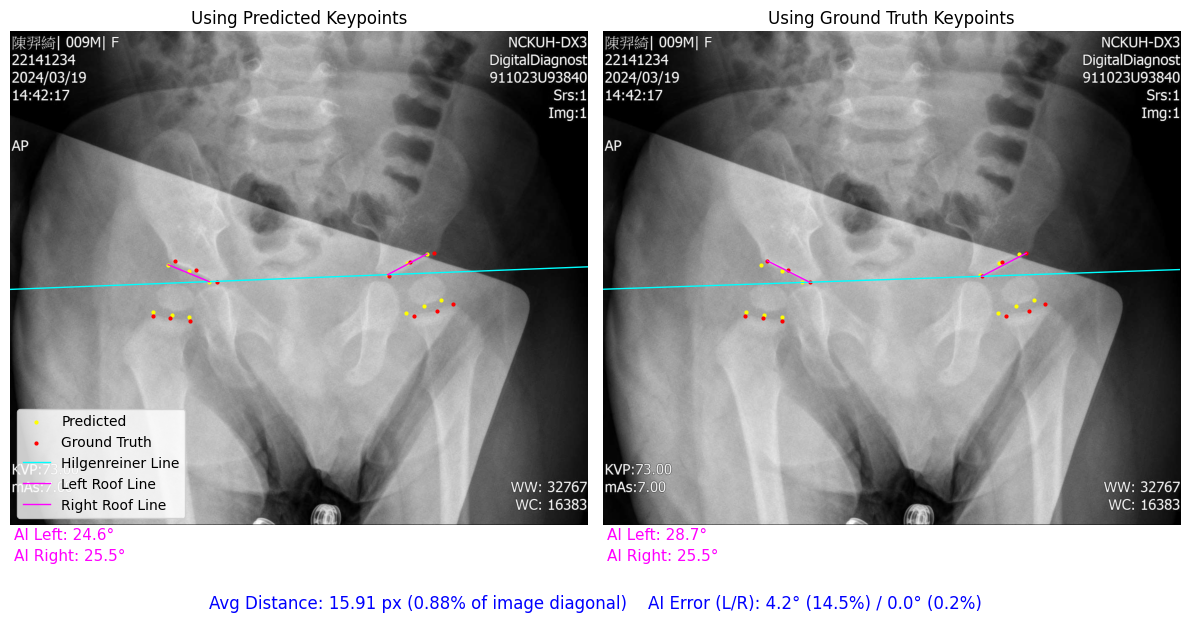 Using Predicted Keypoints
陳羿綺| 009M| F
22141234
2024/03/19
14:42:17
AP
NCKUH-DX3
DigitalDiagnost
911023U93840
Srs:1
Img:1
Predicted
Ground Truth
Hilgenreiner Line
Left Roof Line
Right Roof Line
KVP:73
mAs:7.
WW: 32767
WC: 16383
AI Left: 24.6°
AI Right: 25.5°
Using Ground Truth Keypoints
陳羿綺| 009M| F
22141234
2024/03/19
14:42:17
AP
NCKUH-DX3
DigitalDiagnost
911023U93840
Srs:1
Img:1
KVP:73.00
mAs:7.00
WW: 32767
WC: 16383
AI Left: 28.7°
AI Right: 25.5°
Avg Distance: 15.91 px (0.88% of image diagonal) AI Error (L/R): 4.2° (14.5%) / 0.0° (0.2%)